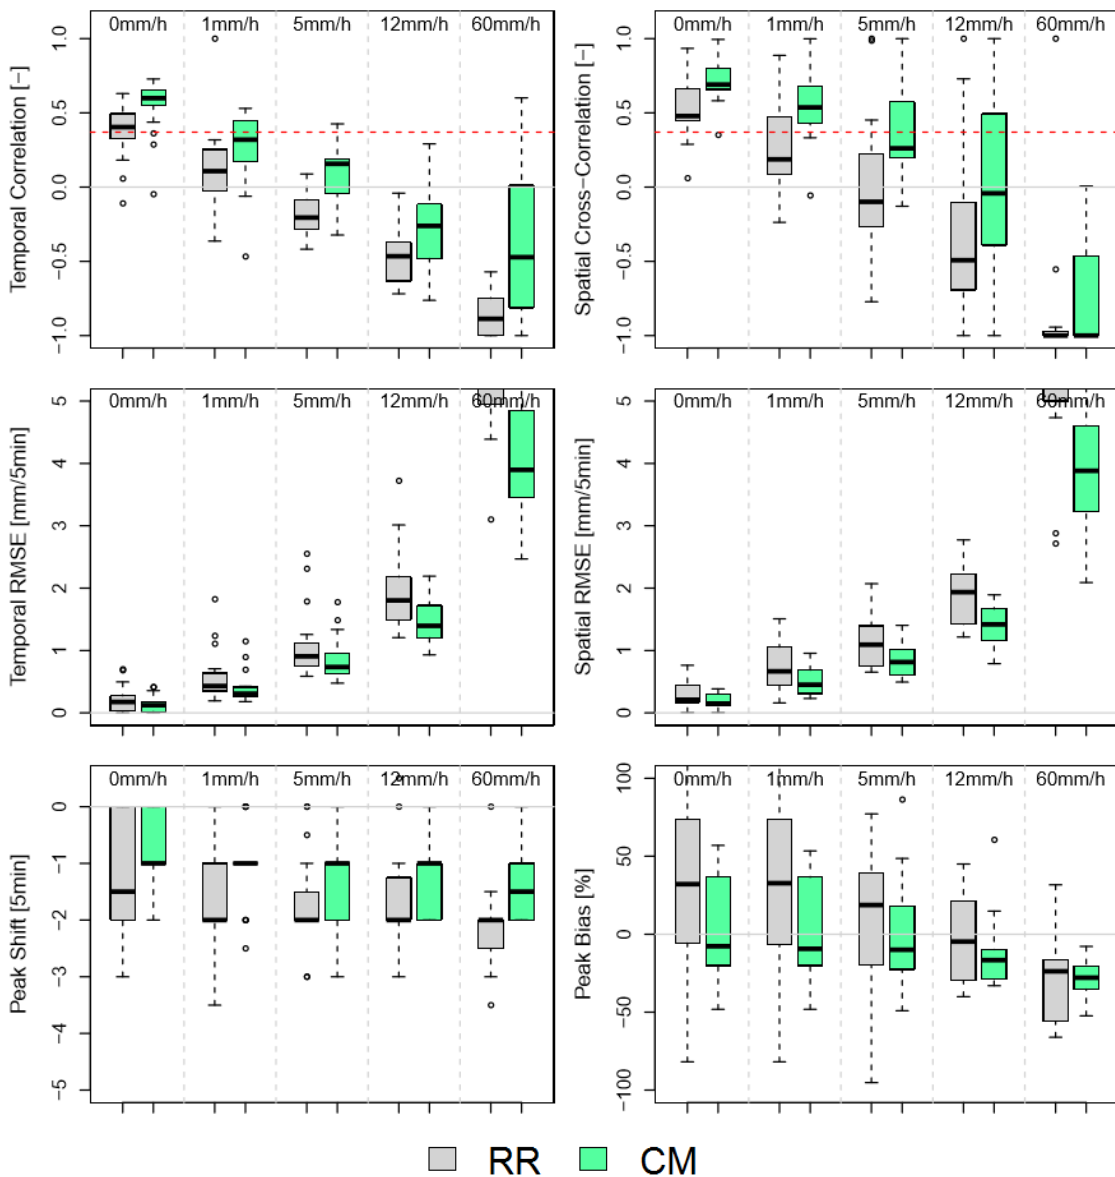 0mm/h 1mm/h 5mm/h 12mm/h 60mm/h
Temporal Correlation [−]
1.0
0.5
0.0
−0.5
−1.0
0mm/h 1mm/h 5mm/h 12mm/h 60mm/h
Spatial Cross−Correlation [−]
1.0
0.5
0.0
−0.5
−1.0
0mm/h 1mm/h 5mm/h 12mm/h 60mm/h
Temporal RMSE [mm/5min]
5
4
3
2
1
0
0mm/h 1mm/h 5mm/h 12mm/h 60mm/h
Spatial RMSE [mm/5min]
5
4
3
2
1
0
0mm/h 1mm/h 5mm/h 12mm/h 60mm/h
Peak Shift [5min]
0
−1
−2
−3
−4
−5
0mm/h 1mm/h 5mm/h 12mm/h 60mm/h
Peak Bias [%]
100
50
0
−50
−100
RR CM